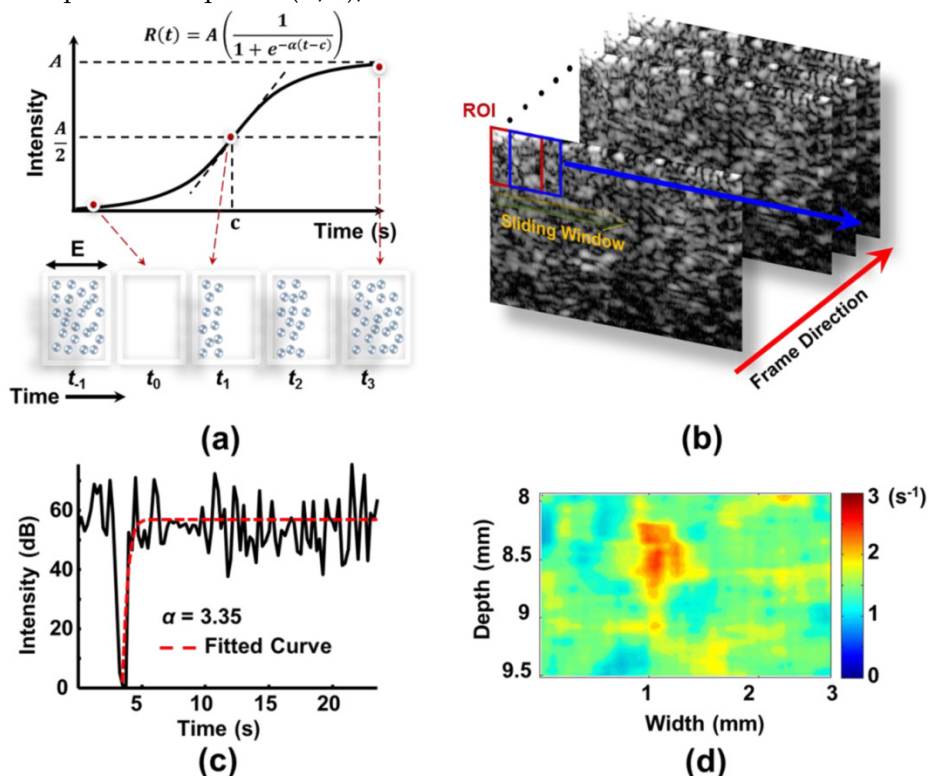 R(t) = A ( 1 / 1 + e^{-α(t-c)} )
A
A/2
Intensity
c
Time (s)
E
t-1 t0 t1 t2 t3
Time
(a)
ROI
Sliding Window
Frame Direction
(b)
60
40
20
0
Intensity (dB)
α = 3.35
Fitted Curve
5 10 15 20
Time (s)
(c)
8
8.5
9
9.5
Depth (mm)
1 2 3
Width (mm)
3 (s-1)
2
1
0
(d)